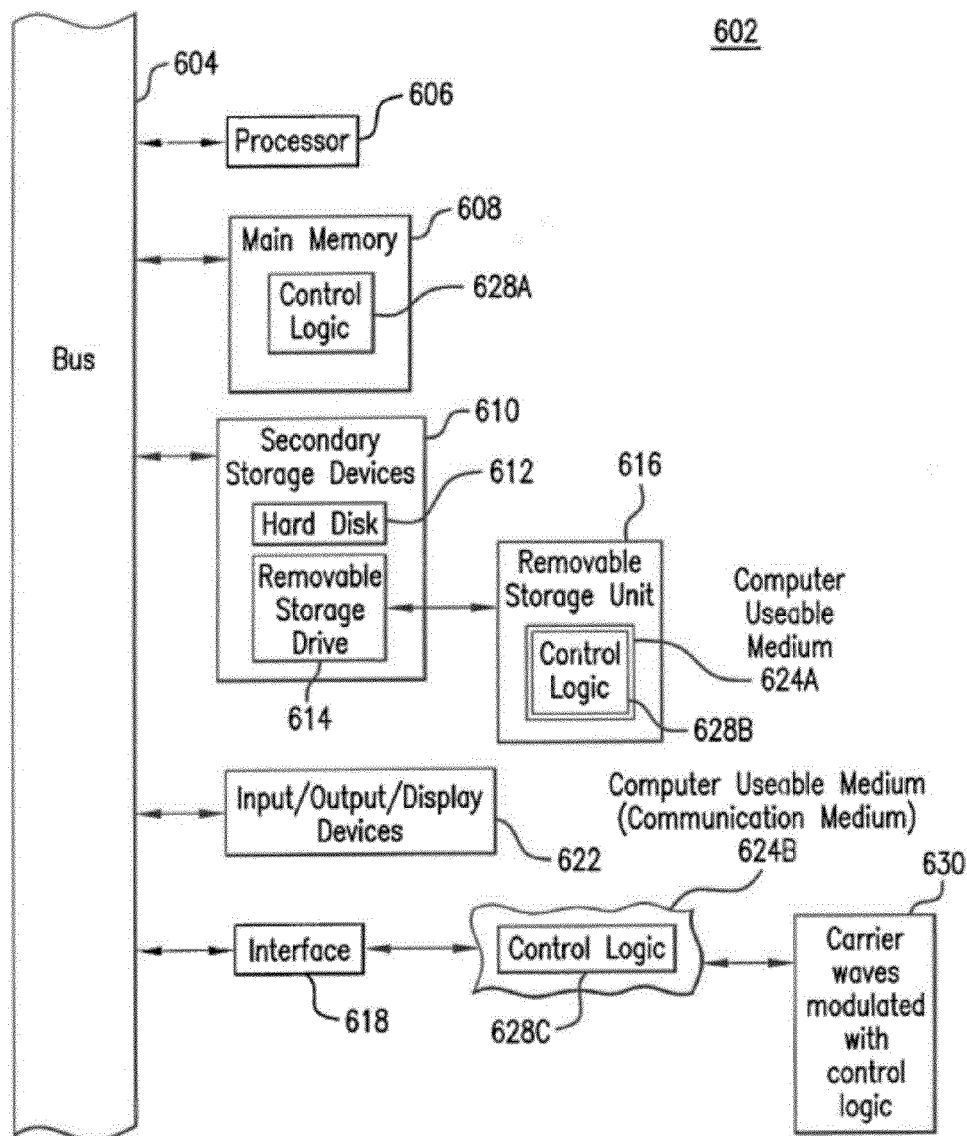 602
604
606
Processor
608
Main Memory
Control
Logic
628A
Bus
610
Secondary
Storage Devices
612
Hard Disk
616
Removable
Storage
Drive
614
Removable
Storage Unit
Control
Logic
Computer
Useable
Medium
624A
628B
Input/Output/Display
Devices
622
Computer Useable Medium
(Communication Medium)
624B
630
Interface
618
Control Logic
628C
Carrier
waves
modulated
with
control
logic